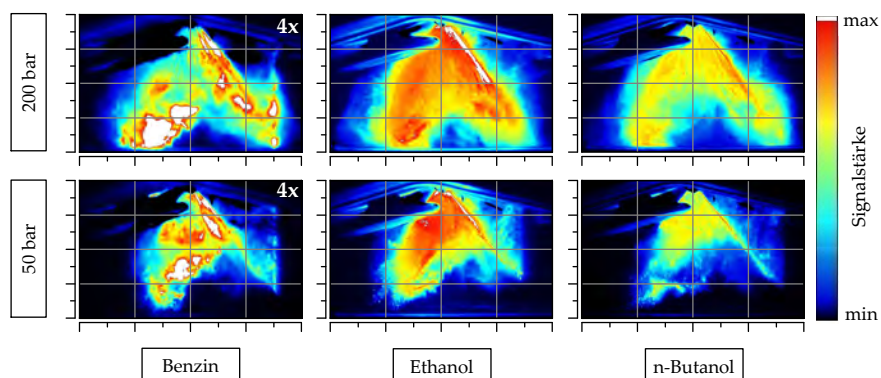 200 bar
4x
max
Signalstärke
min
50 bar
4x
Benzin
Ethanol
n-Butanol